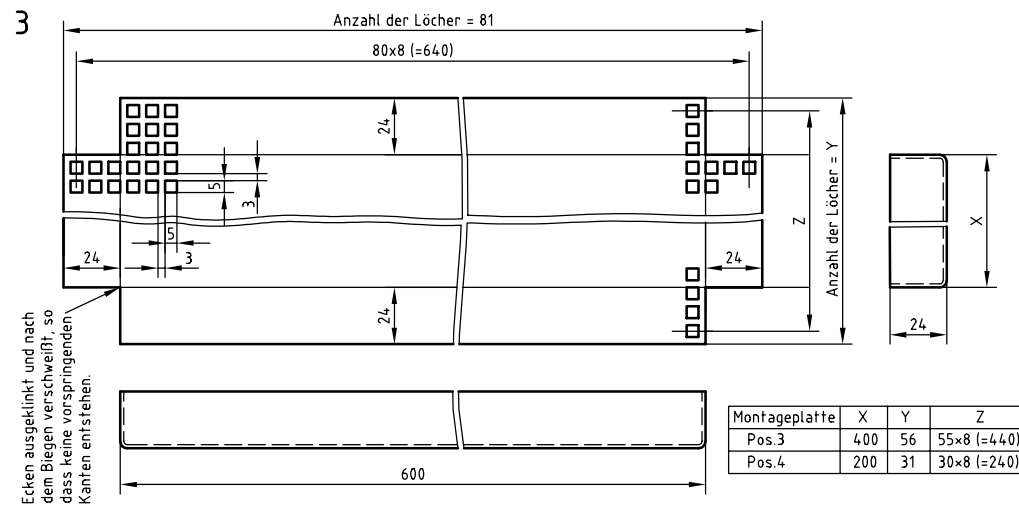 3
Anzahl der Löcher = 81
80x8 (=640)
24
5
3
5
3
24
24
24
Z
Anzahl der Löcher = Y
X
24
Ecken ausgeklinkt und nach
dem Biegen verschweißt, so
dass keine vorspringenden
Kanten entstehen.
600
Montageplatte X Y Z
Pos.3 400 56 55×8 (=440)
Pos.4 200 31 30×8 (=240)